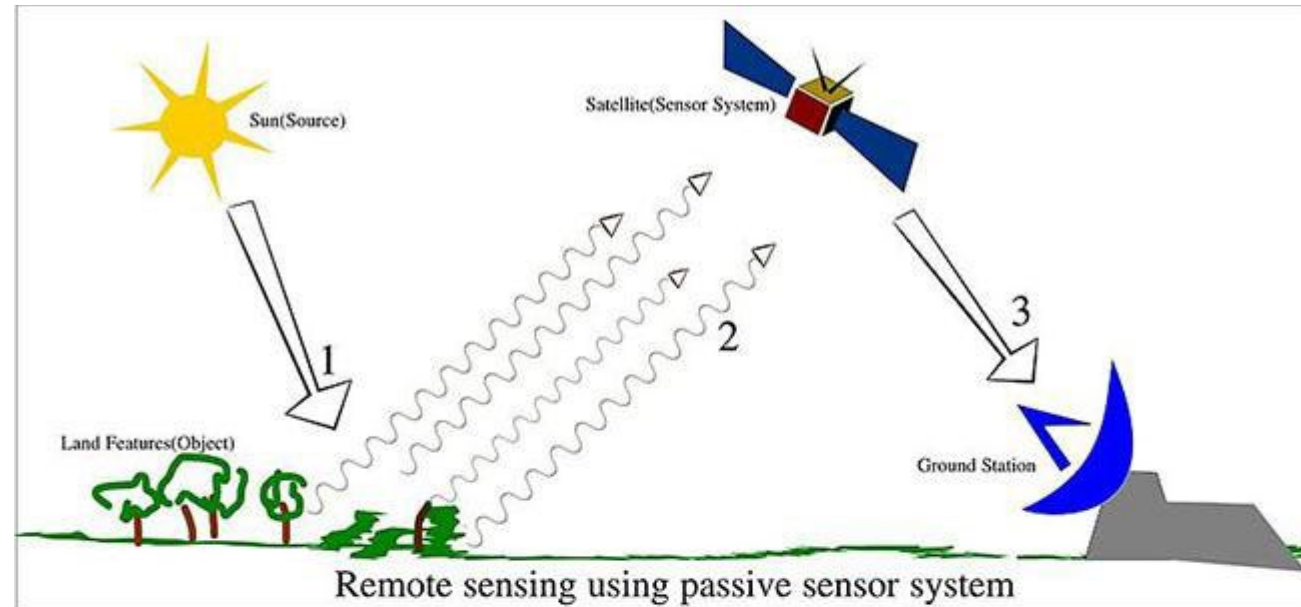 Sun(Source)
Satellite(Sensor System)
1
2
3
Land Features(Object)
Ground Station
Remote sensing using passive sensor system